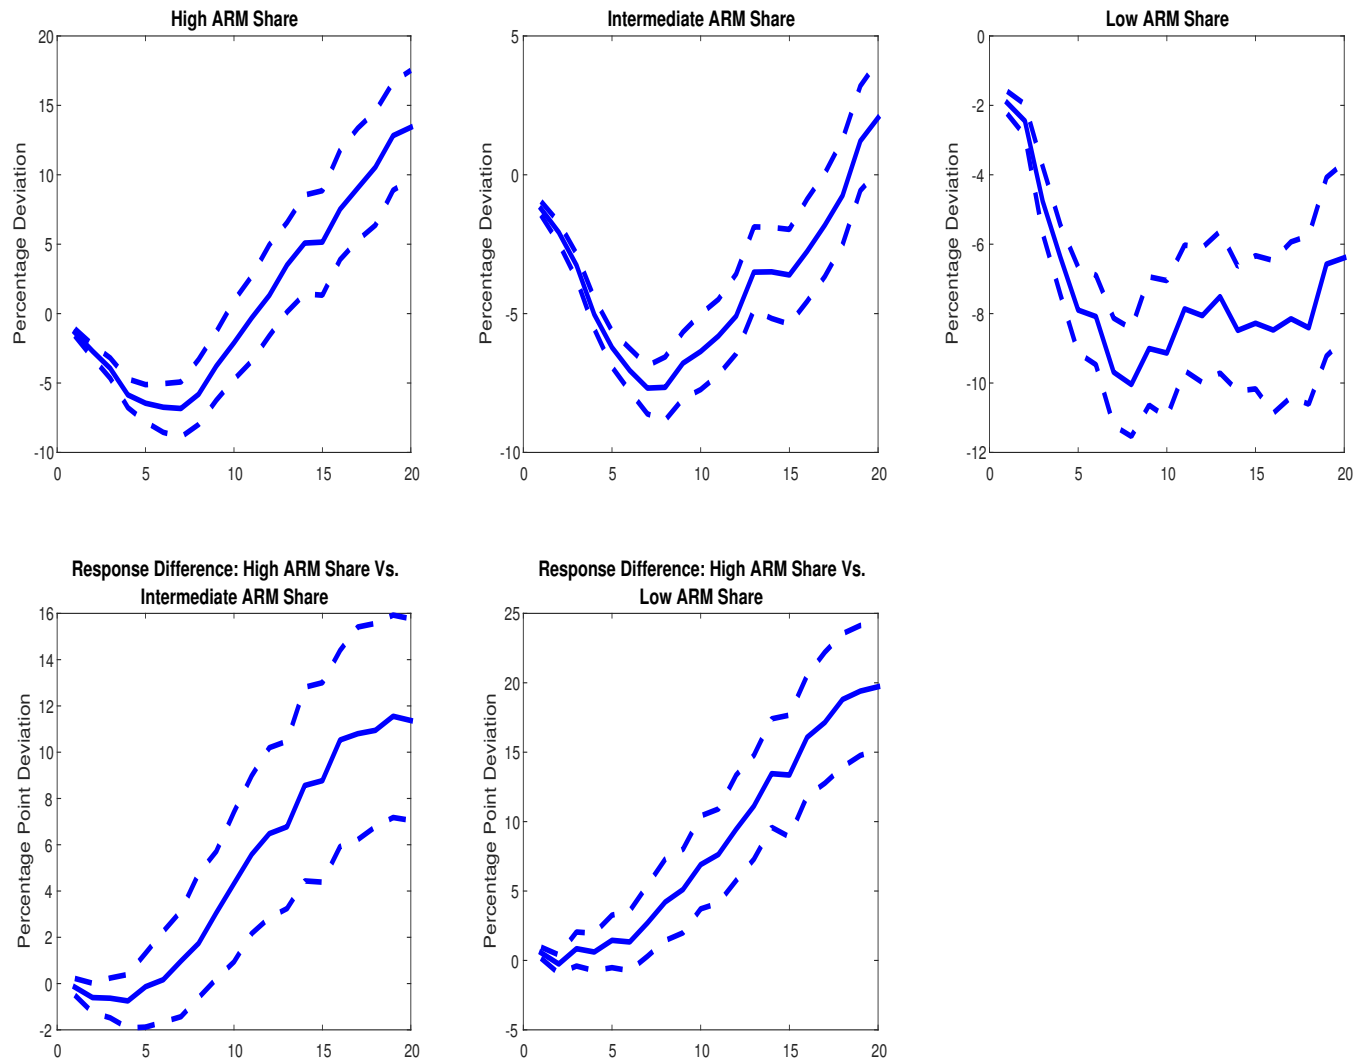 High ARM Share
Percentage Deviation
20
15
10
5
0
-5
-10
0 5 10 15 20
Intermediate ARM Share
Percentage Deviation
5
0
-5
-10
0 5 10 15 20
Low ARM Share
Percentage Deviation
0
-2
-4
-6
-8
-10
-12
0 5 10 15 20
Response Difference: High ARM Share Vs.
Intermediate ARM Share
Percentage Point Deviation
16
14
12
10
8
6
4
2
0
-2
0 5 10 15 20
Response Difference: High ARM Share Vs.
Low ARM Share
Percentage Point Deviation
25
20
15
10
5
0
-5
0 5 10 15 20